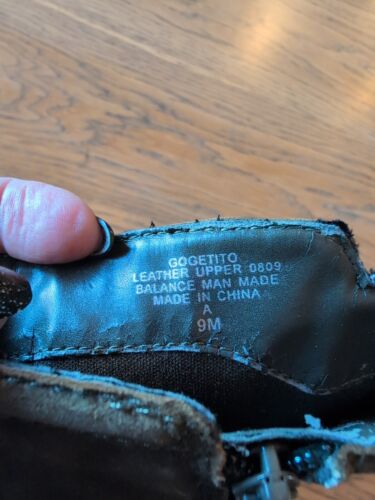 GOGETITO
LEATHER UPPER 0809
BALANCE MAN MADE
MADE IN CHINA
A
9M